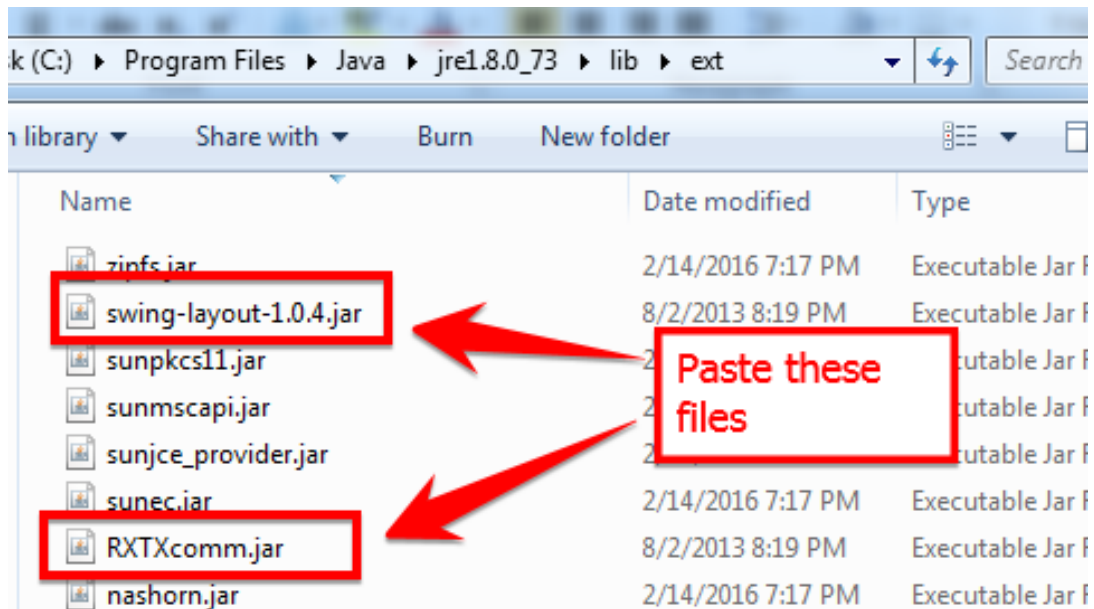 sk (C:) ▸ Program Files ▸ Java ▸ jre1.8.0_73 ▸ lib ▸ ext Search
library Share with Burn New folder
Name Date modified Type
zipfs.jar 2/14/2016 7:17 PM Executable Jar F
swing-layout-1.0.4.jar 8/2/2013 8:19 PM Executable Jar F
sunpkcs11.jar
sunmscapi.jar
sunjce_provider.jar
sunec.jar 2/14/2016 7:17 PM Executable Jar F
RXTXcomm.jar 8/2/2013 8:19 PM Executable Jar F
nashorn.jar 2/14/2016 7:17 PM Executable Jar F
Paste these
files